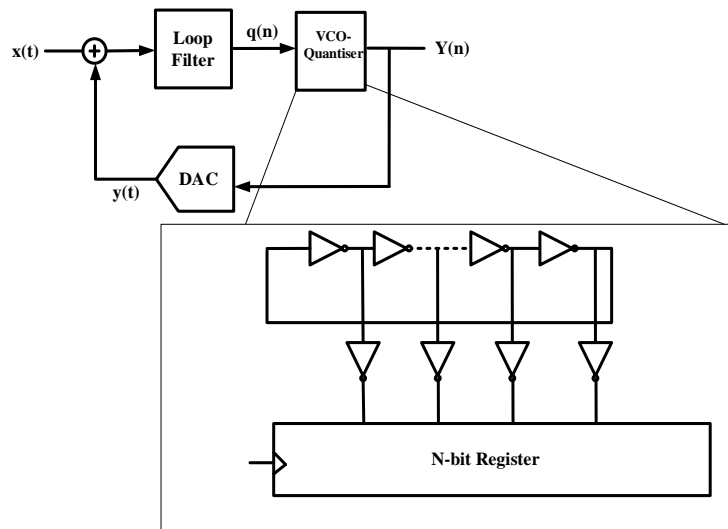 x(t)
+
Loop
Filter
q(n)
VCO-
Quantiser
Y(n)
y(t)
DAC
N-bit Register